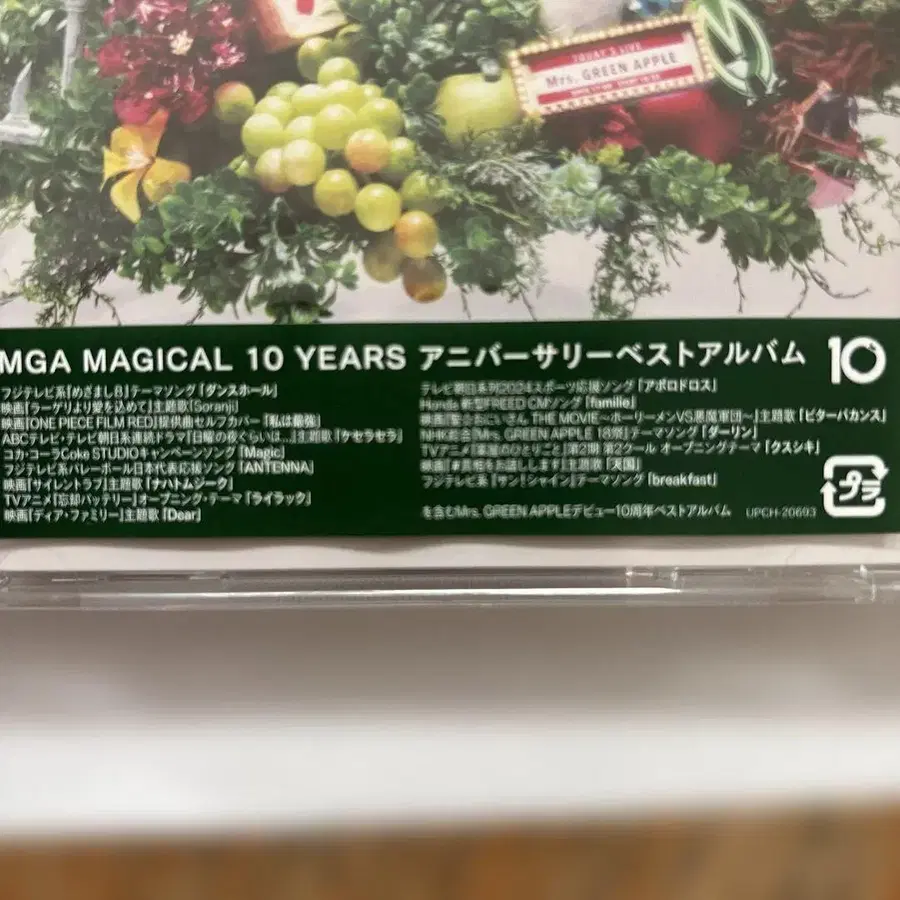 TODAY'S LIVE
Mrs. GREEN APPLE
MGA MAGICAL 10 YEARS アニバーサリーベストアルバム
10
フジテレビ系『めざまし8』テーマソング「ダンスホール」
映画『ラーゲリより愛を込めて』主題歌「Soranji」
映画『ONE PIECE FILM RED』提供曲セルフカバー「私は最強」
ABCテレビ・テレビ朝日系連続ドラマ『日曜の夜ぐらいは...』主題歌「ケセラセラ」
コカ・コーラCoke STUDIOキャンペーンソング「Magic」
フジテレビ系バレーボール日本代表応援ソング「ANTENNA」
映画『サイレントラブ』主題歌「ナハトムジーク」
TVアニメ『忘却バッテリー』オープニング・テーマ「ライラック」
映画『ディア・ファミリー』主題歌「Dear」
テレビ朝日系列2024スポーツ応援ソング「アポロドロス」
Honda 新型FREED CMソング「familie」
映画『聖☆おにいさん THE MOVIE～ホーリーメンVS悪魔軍団～』主題歌「ビターバカンス」
NHK総合『Mrs. GREEN APPLE 18祭』テーマソング「ダーリン」
TVアニメ『薬屋のひとりごと』第2期 第2クール オープニングテーマ「クスシキ」
映画『#真相をお話しします』主題歌「天国」
フジテレビ系『サン!シャイン』テーマソング「breakfast」
を含むMrs. GREEN APPLEデビュー10周年ベストアルバム
UPCH-20693
プラ